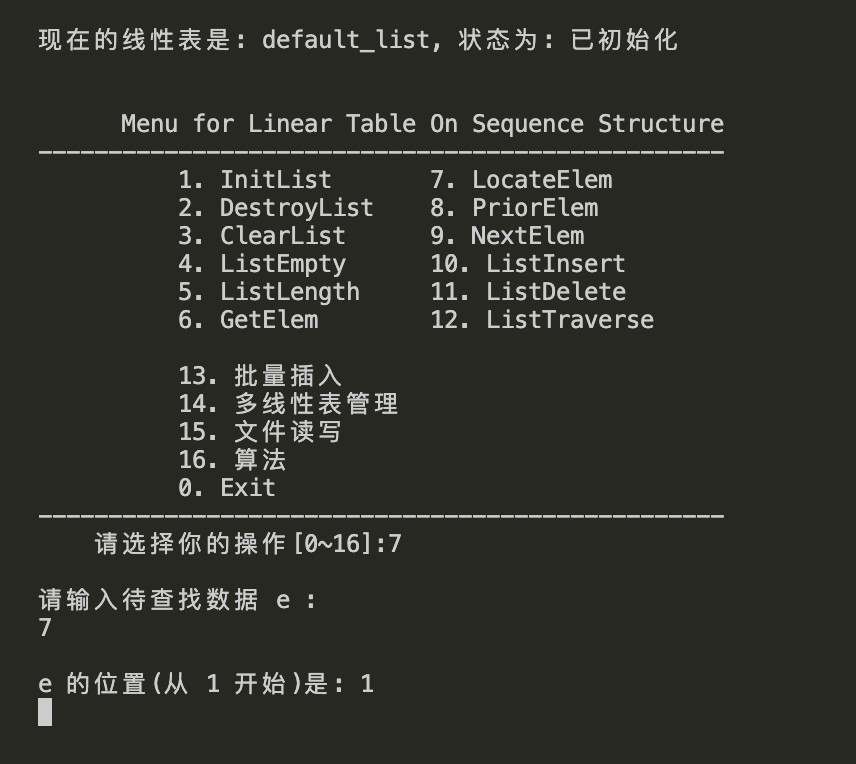 现在的线性表是: default_list, 状态为: 已初始化
Menu for Linear Table On Sequence Structure
-------------------------------------------------
1. InitList 7. LocateElem
2. DestroyList 8. PriorElem
3. ClearList 9. NextElem
4. ListEmpty 10. ListInsert
5. ListLength 11. ListDelete
6. GetElem 12. ListTraverse
13. 批量插入
14. 多线性表管理
15. 文件读写
16. 算法
0. Exit
-------------------------------------------------
请选择你的操作[0~16]:7
请输入待查找数据 e :
7
e 的位置(从 1 开始)是: 1